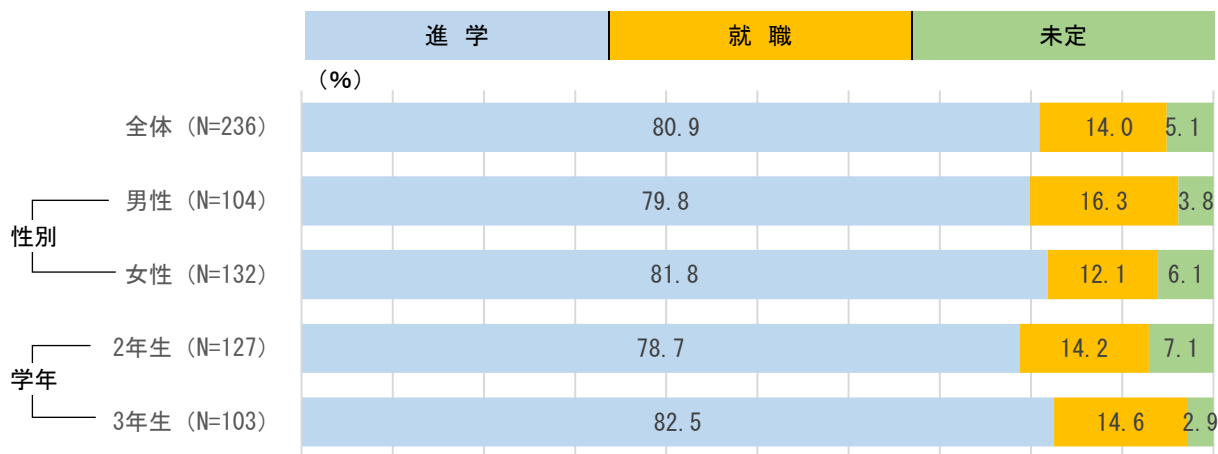 進 学 就 職 未定
(%)
全体 (N=236) 80.9 14.0 5.1
男性 (N=104) 79.8 16.3 3.8
性別
女性 (N=132) 81.8 12.1 6.1
2年生 (N=127) 78.7 14.2 7.1
学年
3年生 (N=103) 82.5 14.6 2.9